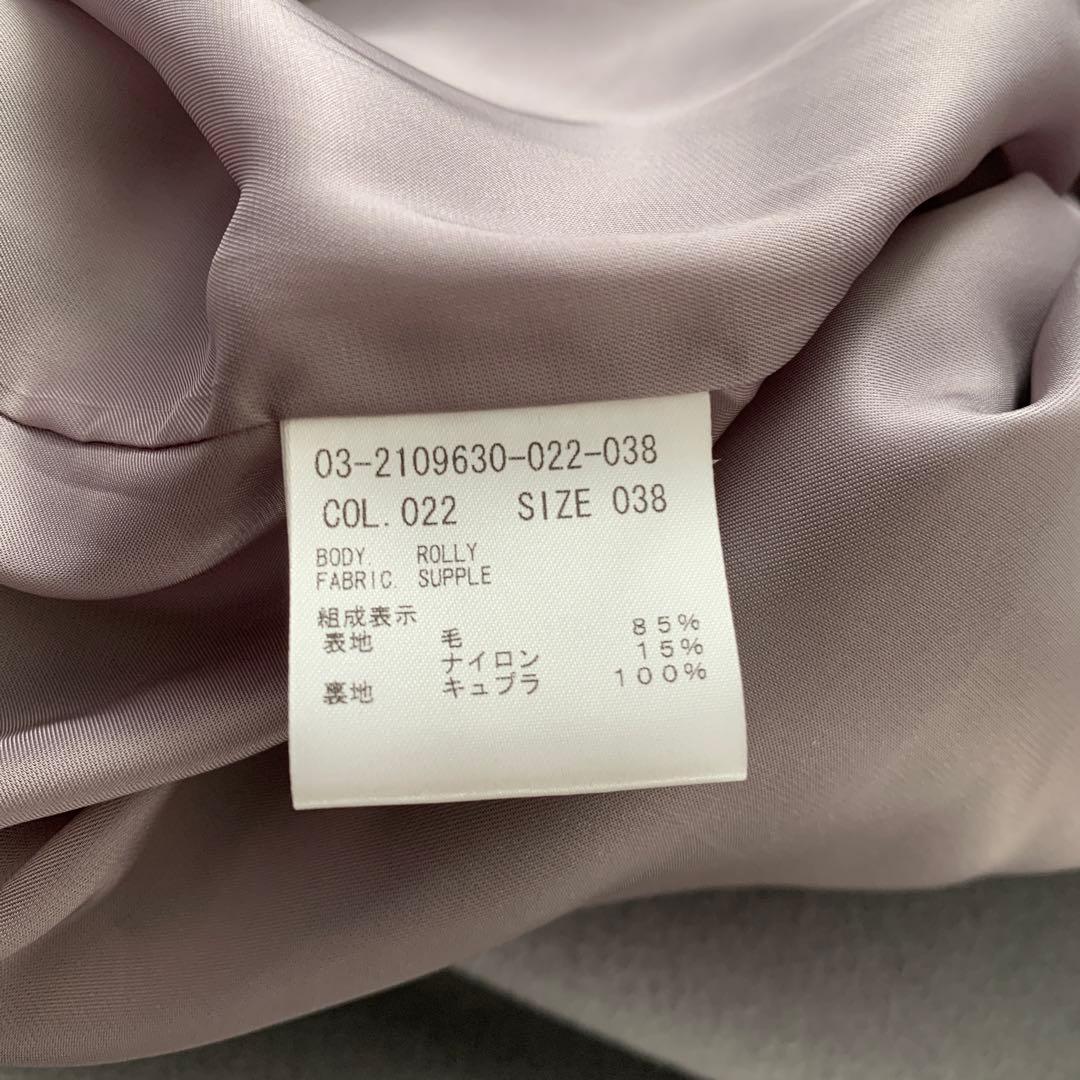 03-2109630-022-038
COL.022 SIZE 038
BODY. ROLLY
FABRIC. SUPPLE
組成表示
表地 毛 85%
ナイロン 15%
裏地 キュプラ 100%